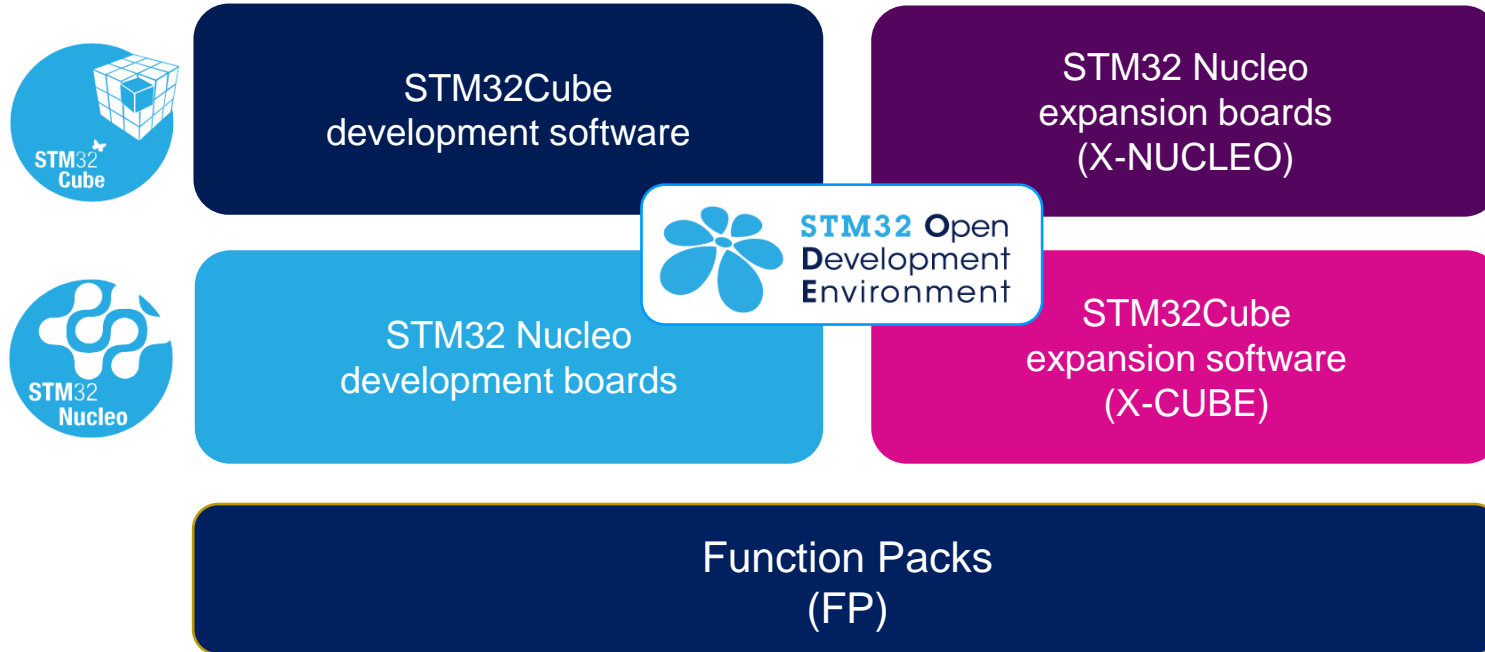 STM32
Cube
STM32Cube
development software
STM32 Nucleo
expansion boards
(X-NUCLEO)
STM32 Open
Development
Environment
STM32
Nucleo
STM32 Nucleo
development boards
STM32Cube
expansion software
(X-CUBE)
Function Packs
(FP)